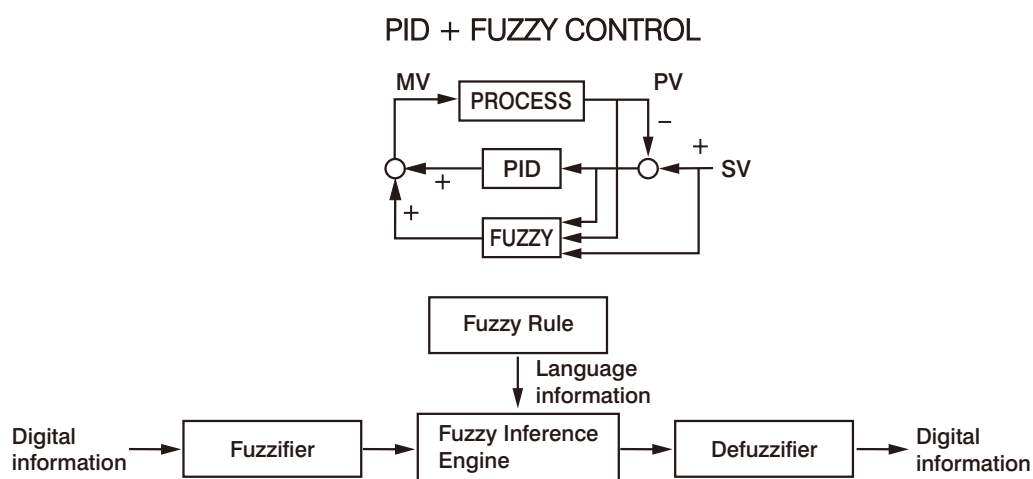 PID + FUZZY CONTROL
MV
PROCESS
PV
−
+
SV
PID
+
+
FUZZY
Fuzzy Rule
Language
information
Digital
information
Fuzzifier
Fuzzy Inference
Engine
Defuzzifier
Digital
information